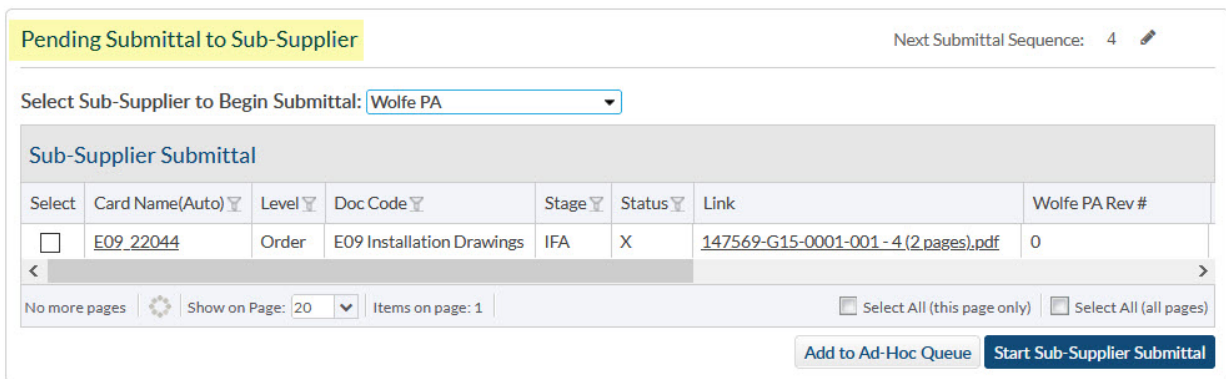 Pending Submittal to Sub-Supplier Next Submittal Sequence: 4
Select Sub-Supplier to Begin Submittal: Wolfe PA
Sub-Supplier Submittal
Select Card Name(Auto) Level Doc Code Stage Status Link Wolfe PA Rev #
E09_22044 Order E09 Installation Drawings IFA X 147569-G15-0001-001 - 4 (2 pages).pdf 0
No more pages Show on Page: 20 Items on page: 1 Select All (this page only) Select All (all pages)
Add to Ad-Hoc Queue Start Sub-Supplier Submittal